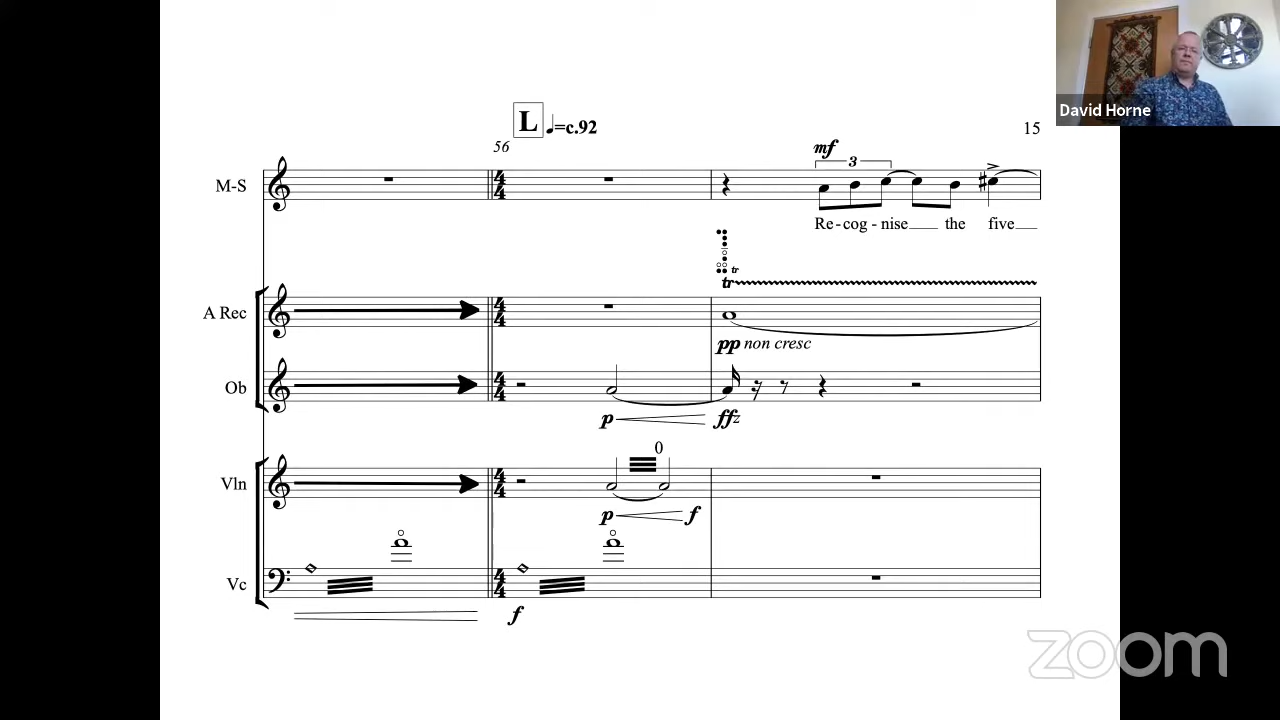 David Horne
L ♩=c.92
15
56
mf
3
M-S
Re - cog - nise the five
tr
tr
A Rec
pp non cresc
Ob
p
ffz
0
Vln
p
f
Vc
f
zoom